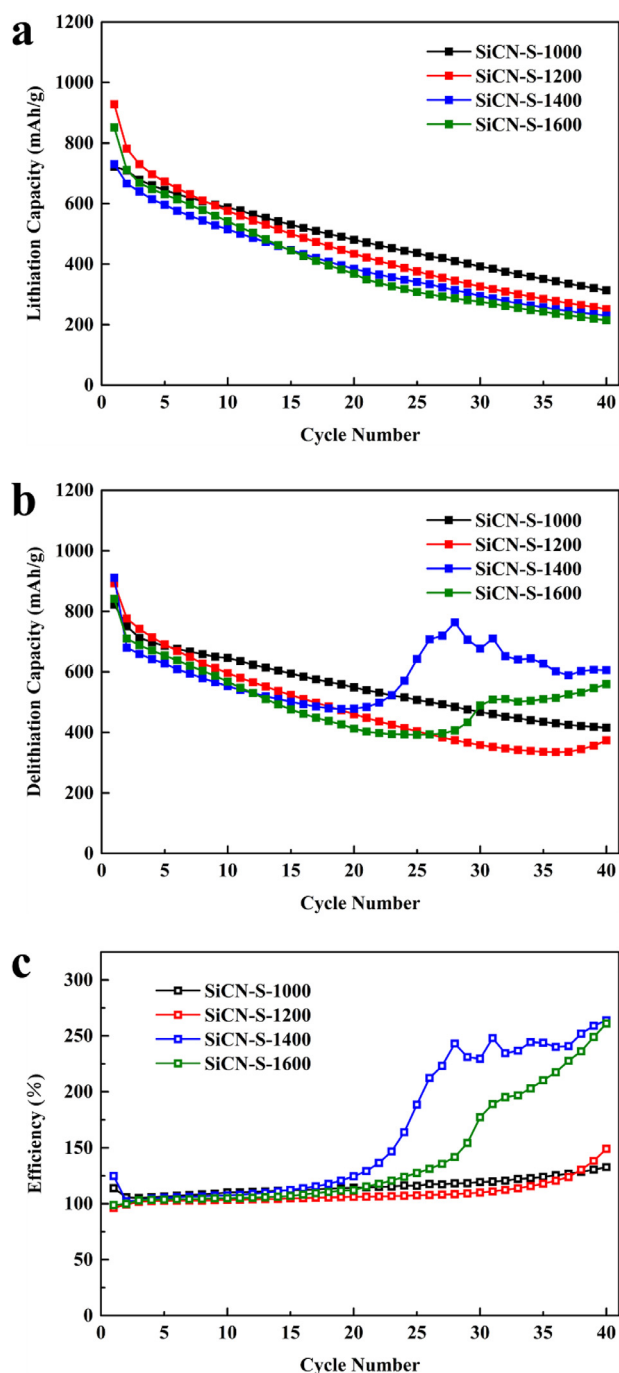 a
1200
1000
800
600
400
200
0
Lithiation Capacity (mAh/g)
SiCN-S-1000
SiCN-S-1200
SiCN-S-1400
SiCN-S-1600
0 5 10 15 20 25 30 35 40
Cycle Number
b
1200
1000
800
600
400
200
0
Delithiation Capacity (mAh/g)
SiCN-S-1000
SiCN-S-1200
SiCN-S-1400
SiCN-S-1600
0 5 10 15 20 25 30 35 40
Cycle Number
c
300
250
200
150
100
50
0
Efficiency (%)
SiCN-S-1000
SiCN-S-1200
SiCN-S-1400
SiCN-S-1600
0 5 10 15 20 25 30 35 40
Cycle Number